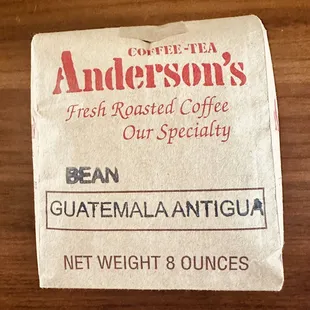 COFFEE-TEA
Anderson's
Fresh Roasted Coffee
Our Specialty
BEAN
GUATEMALA ANTIGUA
NET WEIGHT 8 OUNCES